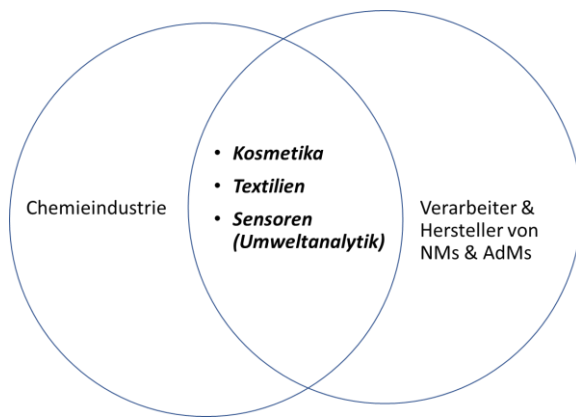 Chemieindustrie
• Kosmetika
• Textilien
• Sensoren
(Umweltanalytik)
Verarbeiter &
Hersteller von
NMs & AdMs